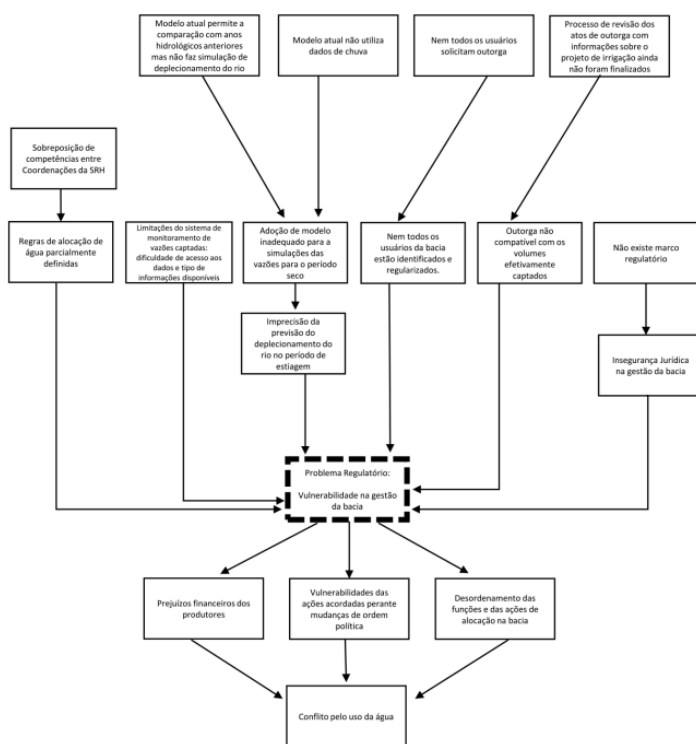 Modelo atual permite a
comparação com anos
hidrológicos anteriores
mas não faz simulação de
deplecionamento do rio
Modelo atual não utiliza
dados de chuva
Nem todos os usuários
solicitam outorga
Processo de revisão dos
atos de outorga com
informações sobre o
projeto de irrigação ainda
não foram finalizados
Sobreposição de
competências entre
Coordenações da SRH
Regras de alocação de
água parcialmente
definidas
Limitações do sistema de
monitoramento de
vazões captadas:
dificuldade de acesso aos
dados e tipo de
informações disponíveis
Adoção de modelo
inadequado para a
simulações das
vazões para o período
seco
Nem todos os
usuários da bacia
estão identificados e
regularizados.
Outorga não
compatível com os
volumes
efetivamente
captados
Não existe marco
regulatório
Imprecisão da
previsão do
deplecionamento do
rio no período de
estiagem
Insegurança Jurídica
na gestão da bacia
Problema Regulatório:
Vulnerabilidade na gestão
da bacia
Prejuízos financeiros dos
produtores
Vulnerabilidades das
ações acordadas perante
mudanças de ordem
política
Desordenamento das
funções e das ações de
alocação na bacia
Conflito pelo uso da água